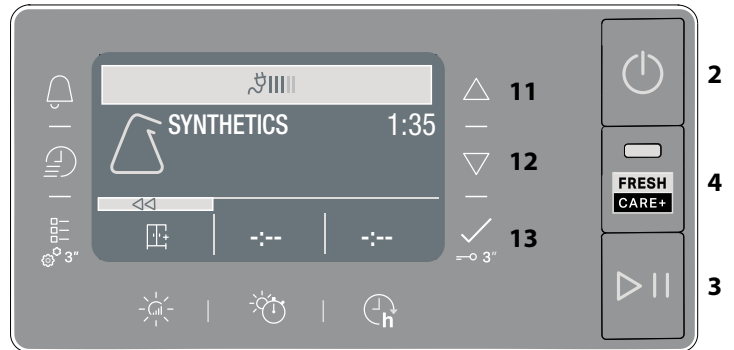 11
2
SYNTHETICS 1:35
12
FRESH
CARE+
4
-:-- -:--
13
3"
3"
3
h